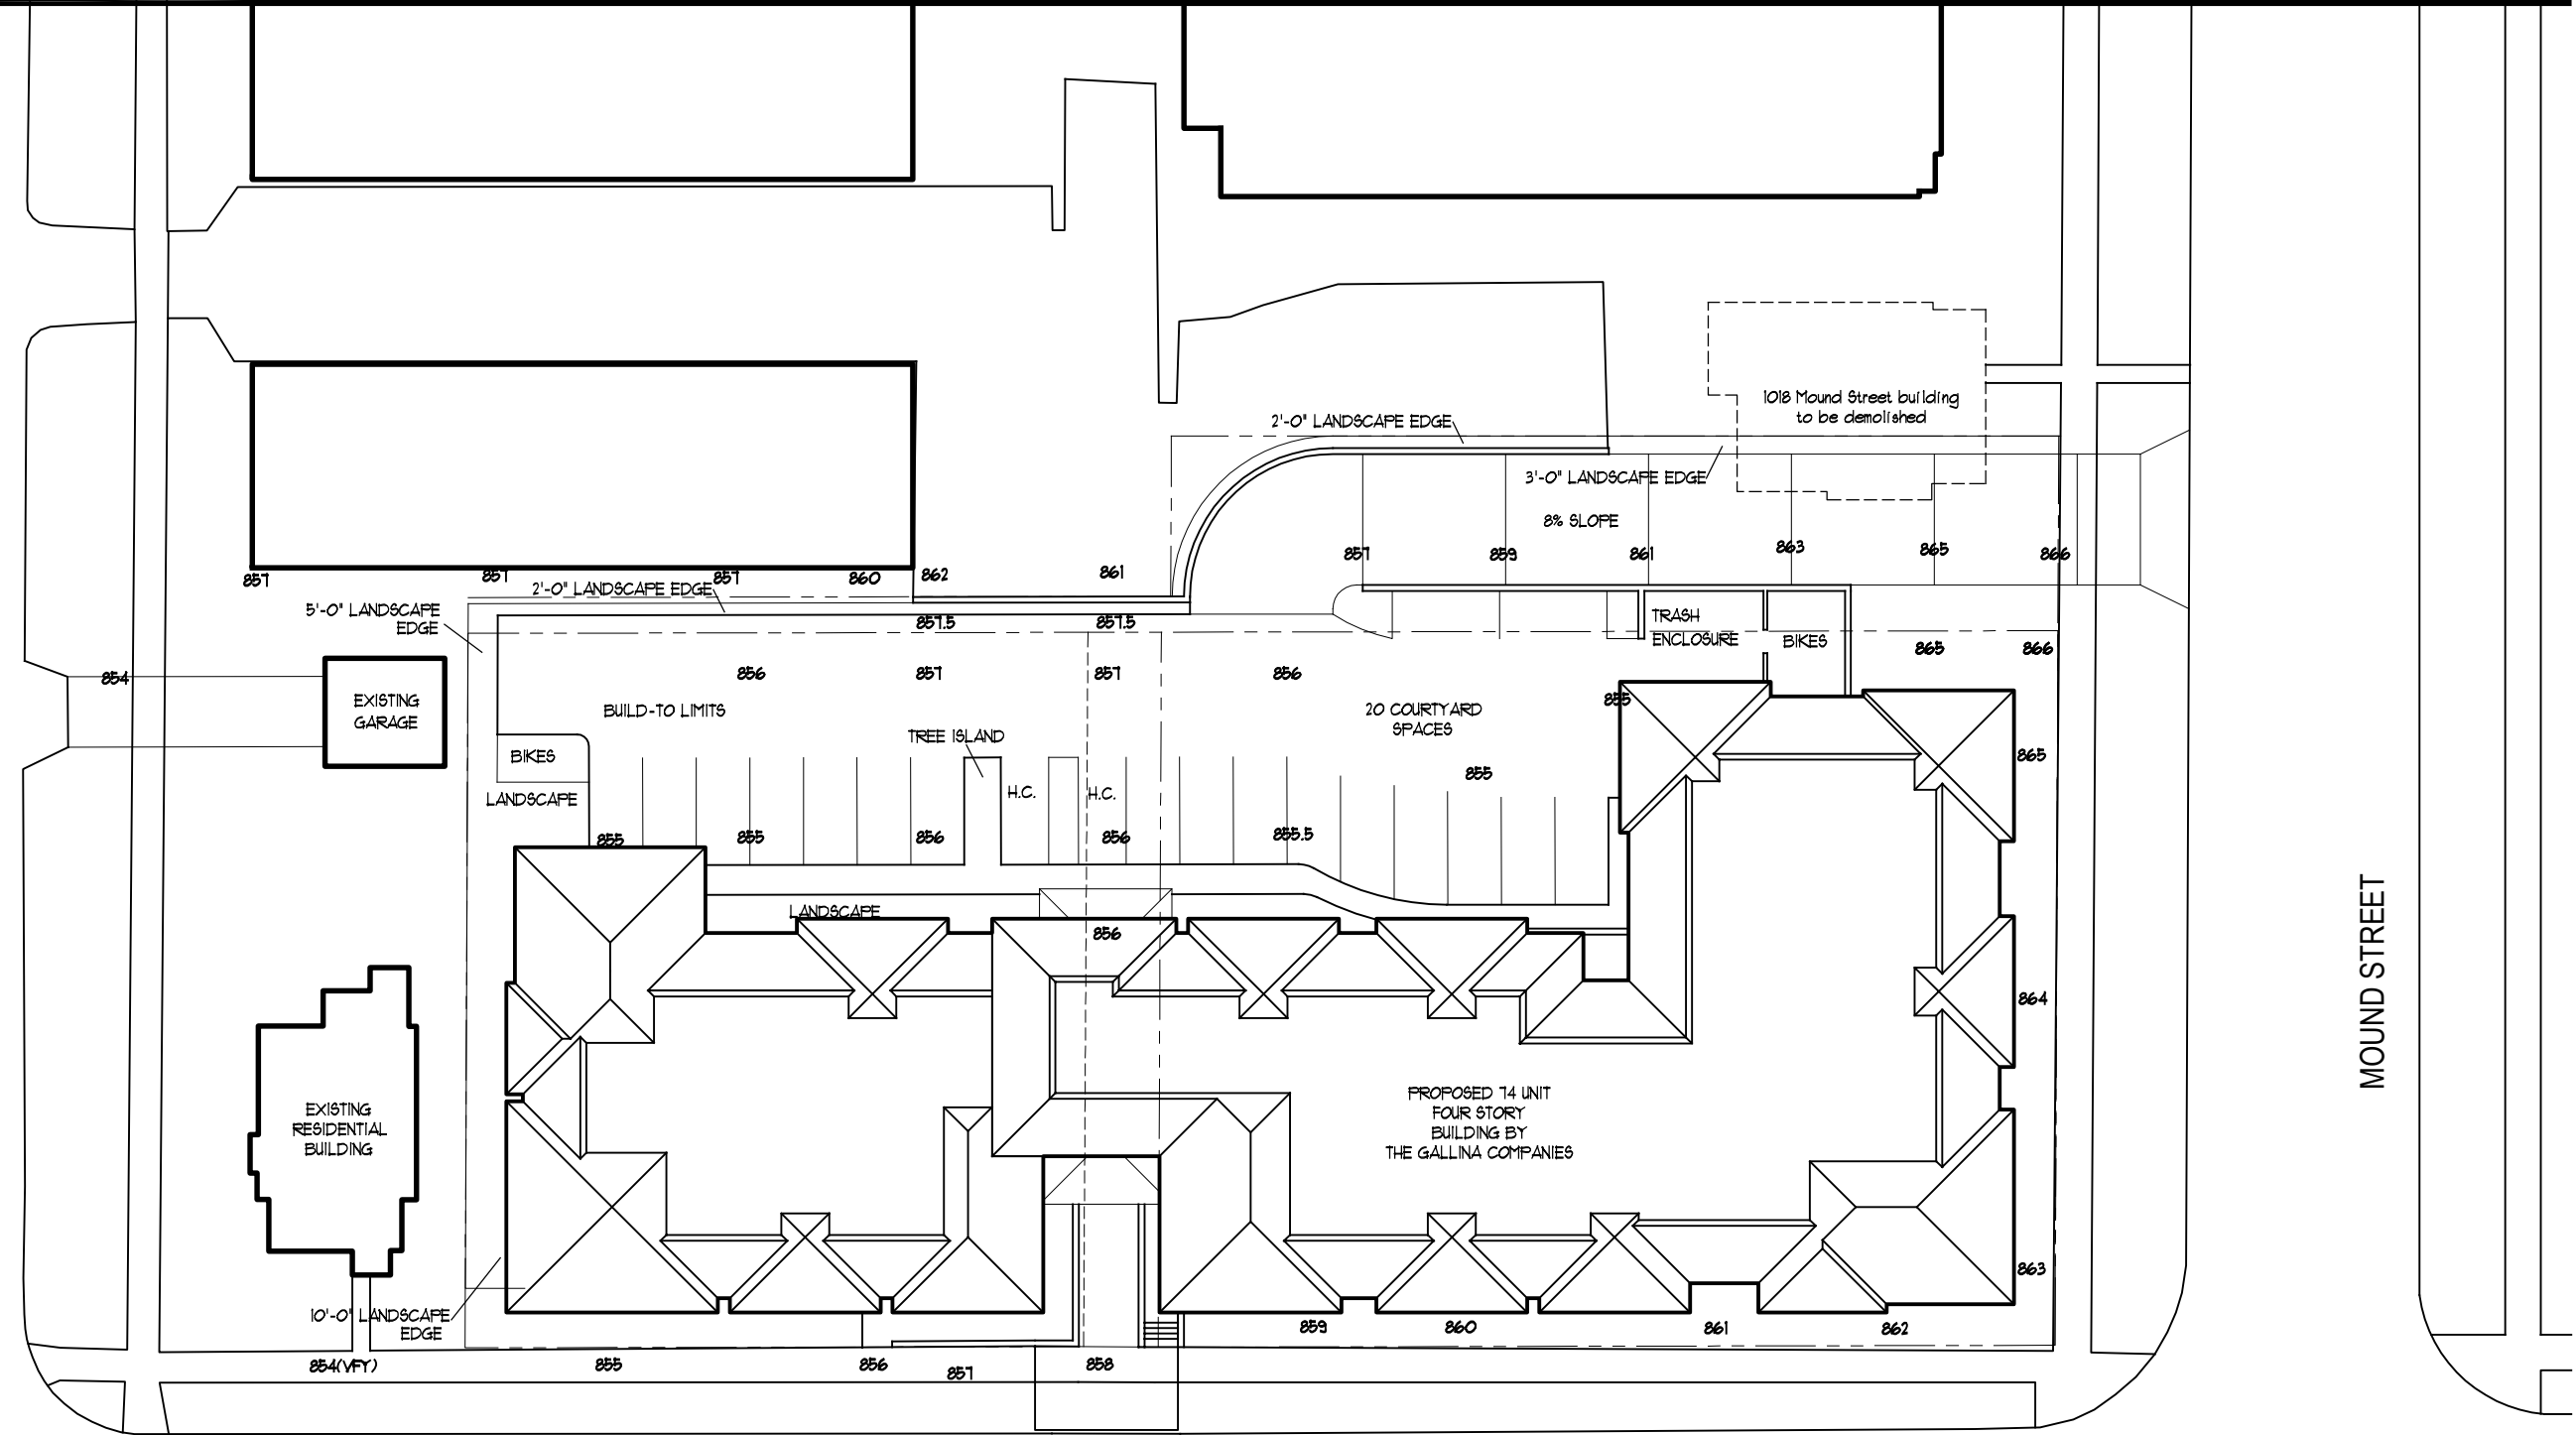 1018 Mound Street building
to be demolished
2'-0" LANDSCAPE EDGE
3'-0" LANDSCAPE EDGE
8% SLOPE
857
859
861
863
865
866
857
857
857
860
862
861
2'-0" LANDSCAPE EDGE
5'-0" LANDSCAPE
EDGE
857.5
857.5
TRASH
ENCLOSURE
BIKES
865
866
854
856
857
857
856
EXISTING
GARAGE
BUILD-TO LIMITS
20 COURTYARD
SPACES
855
TREE ISLAND
BIKES
865
LANDSCAPE
H.C.
H.C.
855
855
855
856
856
855.5
LANDSCAPE
856
864
MOUND STREET
EXISTING
RESIDENTIAL
BUILDING
PROPOSED 74 UNIT
FOUR STORY
BUILDING BY
THE GALLINA COMPANIES
863
10'-0" LANDSCAPE
EDGE
859
860
861
862
854(VFY)
855
856
857
858